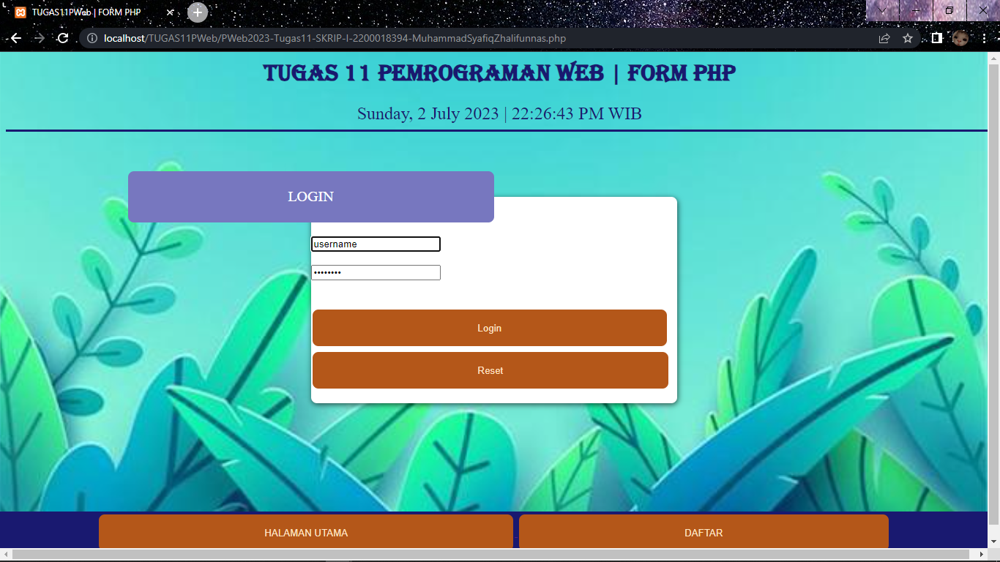 TUGAS11PWeb | FORM PHP
localhost/TUGAS11PWeb/PWeb2023-Tugas11-SKRIP-I-2200018394-MuhammadSyafiqZhalifunnas.php
TUGAS 11 PEMROGRAMAN WEB | FORM PHP
Sunday, 2 July 2023 | 22:26:43 PM WIB
LOGIN
username
••••••••
Login
Reset
HALAMAN UTAMA
DAFTAR